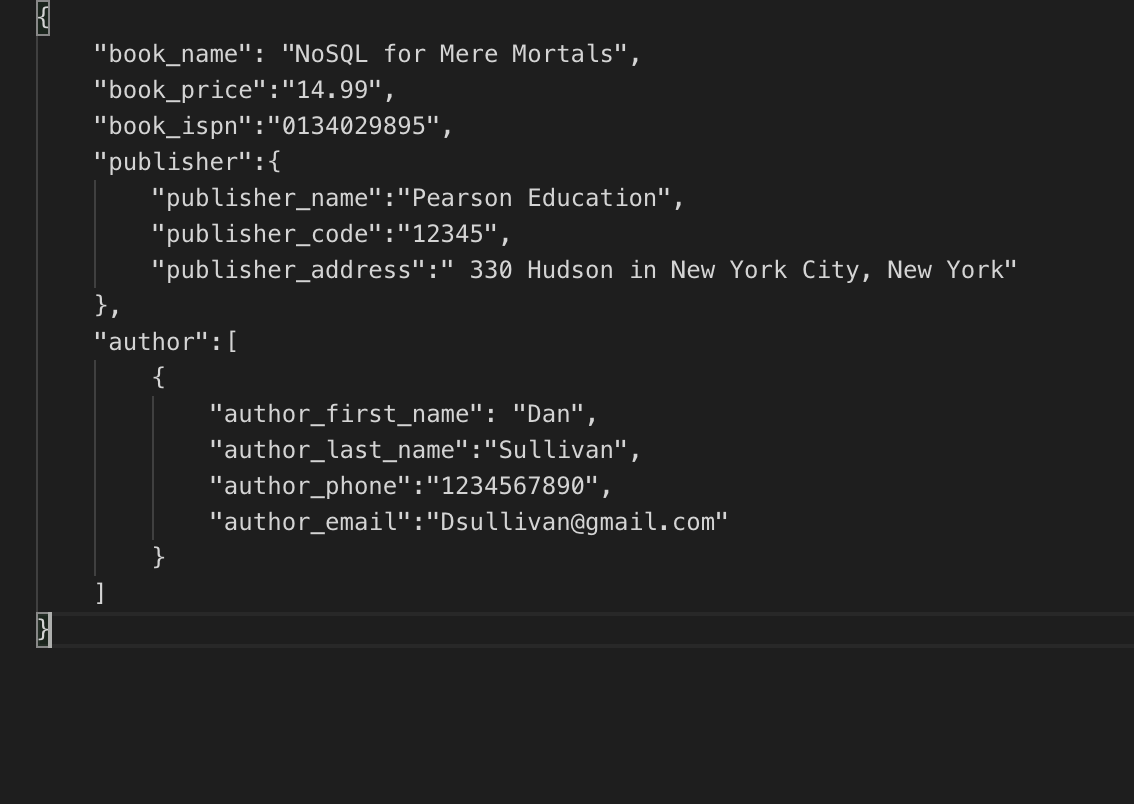 {
"book_name": "NoSQL for Mere Mortals",
"book_price":"14.99",
"book_ispn":"0134029895",
"publisher":{
"publisher_name":"Pearson Education",
"publisher_code":"12345",
"publisher_address":" 330 Hudson in New York City, New York"
},
"author":[
{
"author_first_name": "Dan",
"author_last_name":"Sullivan",
"author_phone":"1234567890",
"author_email":"Dsullivan@gmail.com"
}
]
}